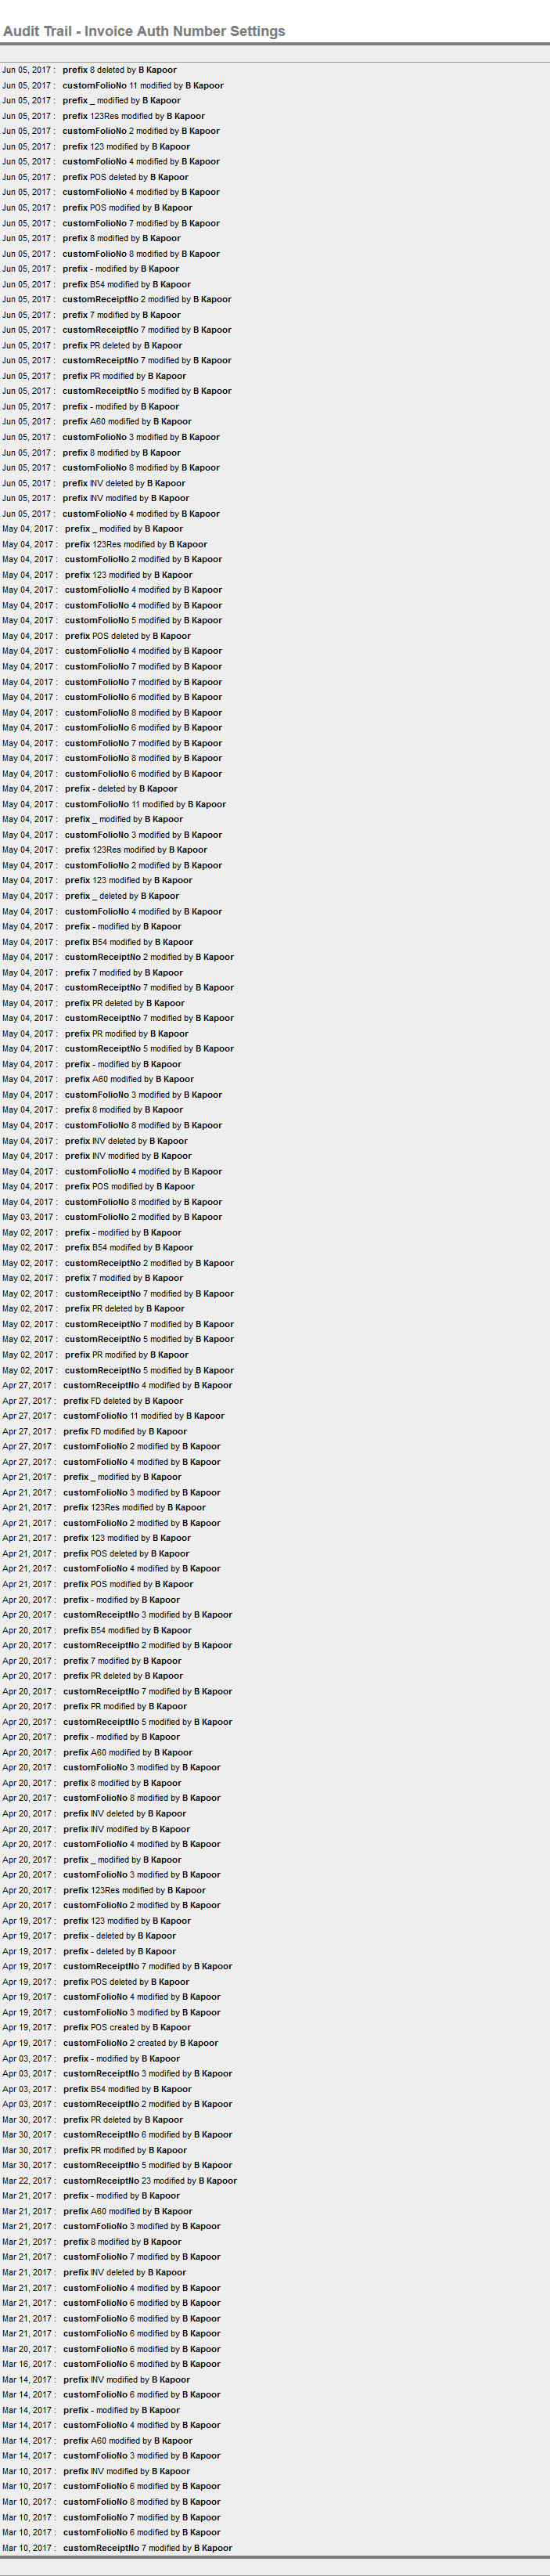 Audit Trail - Invoice Auth Number Settings
Jun 05, 2017 : prefix 8 deleted by B Kapoor
Jun 05, 2017 : customFolioNo 11 modified by B Kapoor
Jun 05, 2017 : prefix _ modified by B Kapoor
Jun 05, 2017 : prefix 123Res modified by B Kapoor
Jun 05, 2017 : customFolioNo 2 modified by B Kapoor
Jun 05, 2017 : prefix 123 modified by B Kapoor
Jun 05, 2017 : customFolioNo 4 modified by B Kapoor
Jun 05, 2017 : prefix POS deleted by B Kapoor
Jun 05, 2017 : customFolioNo 4 modified by B Kapoor
Jun 05, 2017 : prefix POS modified by B Kapoor
Jun 05, 2017 : customFolioNo 7 modified by B Kapoor
Jun 05, 2017 : prefix 8 modified by B Kapoor
Jun 05, 2017 : customFolioNo 8 modified by B Kapoor
Jun 05, 2017 : prefix - modified by B Kapoor
Jun 05, 2017 : prefix B54 modified by B Kapoor
Jun 05, 2017 : customReceiptNo 2 modified by B Kapoor
Jun 05, 2017 : prefix 7 modified by B Kapoor
Jun 05, 2017 : customReceiptNo 7 modified by B Kapoor
Jun 05, 2017 : prefix PR deleted by B Kapoor
Jun 05, 2017 : customReceiptNo 7 modified by B Kapoor
Jun 05, 2017 : prefix PR modified by B Kapoor
Jun 05, 2017 : customReceiptNo 5 modified by B Kapoor
Jun 05, 2017 : prefix - modified by B Kapoor
Jun 05, 2017 : prefix A60 modified by B Kapoor
Jun 05, 2017 : customFolioNo 3 modified by B Kapoor
Jun 05, 2017 : prefix 8 modified by B Kapoor
Jun 05, 2017 : customFolioNo 8 modified by B Kapoor
Jun 05, 2017 : prefix INV deleted by B Kapoor
Jun 05, 2017 : prefix INV modified by B Kapoor
Jun 05, 2017 : customFolioNo 4 modified by B Kapoor
May 04, 2017 : prefix _ modified by B Kapoor
May 04, 2017 : prefix 123Res modified by B Kapoor
May 04, 2017 : customFolioNo 2 modified by B Kapoor
May 04, 2017 : prefix 123 modified by B Kapoor
May 04, 2017 : customFolioNo 4 modified by B Kapoor
May 04, 2017 : customFolioNo 4 modified by B Kapoor
May 04, 2017 : customFolioNo 5 modified by B Kapoor
May 04, 2017 : prefix POS deleted by B Kapoor
May 04, 2017 : customFolioNo 4 modified by B Kapoor
May 04, 2017 : customFolioNo 7 modified by B Kapoor
May 04, 2017 : customFolioNo 7 modified by B Kapoor
May 04, 2017 : customFolioNo 6 modified by B Kapoor
May 04, 2017 : customFolioNo 8 modified by B Kapoor
May 04, 2017 : customFolioNo 6 modified by B Kapoor
May 04, 2017 : customFolioNo 7 modified by B Kapoor
May 04, 2017 : customFolioNo 8 modified by B Kapoor
May 04, 2017 : customFolioNo 6 modified by B Kapoor
May 04, 2017 : prefix - deleted by B Kapoor
May 04, 2017 : customFolioNo 11 modified by B Kapoor
May 04, 2017 : prefix _ modified by B Kapoor
May 04, 2017 : customFolioNo 3 modified by B Kapoor
May 04, 2017 : prefix 123Res modified by B Kapoor
May 04, 2017 : customFolioNo 2 modified by B Kapoor
May 04, 2017 : prefix 123 modified by B Kapoor
May 04, 2017 : prefix _ deleted by B Kapoor
May 04, 2017 : customFolioNo 4 modified by B Kapoor
May 04, 2017 : prefix - modified by B Kapoor
May 04, 2017 : prefix B54 modified by B Kapoor
May 04, 2017 : customReceiptNo 2 modified by B Kapoor
May 04, 2017 : prefix 7 modified by B Kapoor
May 04, 2017 : customReceiptNo 7 modified by B Kapoor
May 04, 2017 : prefix PR deleted by B Kapoor
May 04, 2017 : customReceiptNo 7 modified by B Kapoor
May 04, 2017 : prefix PR modified by B Kapoor
May 04, 2017 : customReceiptNo 5 modified by B Kapoor
May 04, 2017 : prefix - modified by B Kapoor
May 04, 2017 : prefix A60 modified by B Kapoor
May 04, 2017 : customFolioNo 3 modified by B Kapoor
May 04, 2017 : prefix 8 modified by B Kapoor
May 04, 2017 : customFolioNo 8 modified by B Kapoor
May 04, 2017 : prefix INV deleted by B Kapoor
May 04, 2017 : prefix INV modified by B Kapoor
May 04, 2017 : customFolioNo 4 modified by B Kapoor
May 04, 2017 : prefix POS modified by B Kapoor
May 04, 2017 : customFolioNo 8 modified by B Kapoor
May 03, 2017 : customFolioNo 2 modified by B Kapoor
May 02, 2017 : prefix - modified by B Kapoor
May 02, 2017 : prefix B54 modified by B Kapoor
May 02, 2017 : customReceiptNo 2 modified by B Kapoor
May 02, 2017 : prefix 7 modified by B Kapoor
May 02, 2017 : customReceiptNo 7 modified by B Kapoor
May 02, 2017 : prefix PR deleted by B Kapoor
May 02, 2017 : customReceiptNo 7 modified by B Kapoor
May 02, 2017 : customReceiptNo 5 modified by B Kapoor
May 02, 2017 : prefix PR modified by B Kapoor
May 02, 2017 : customReceiptNo 5 modified by B Kapoor
Apr 27, 2017 : customReceiptNo 4 modified by B Kapoor
Apr 27, 2017 : prefix FD deleted by B Kapoor
Apr 27, 2017 : customFolioNo 11 modified by B Kapoor
Apr 27, 2017 : prefix FD modified by B Kapoor
Apr 27, 2017 : customFolioNo 2 modified by B Kapoor
Apr 27, 2017 : customFolioNo 4 modified by B Kapoor
Apr 21, 2017 : prefix _ modified by B Kapoor
Apr 21, 2017 : customFolioNo 3 modified by B Kapoor
Apr 21, 2017 : prefix 123Res modified by B Kapoor
Apr 21, 2017 : customFolioNo 2 modified by B Kapoor
Apr 21, 2017 : prefix 123 modified by B Kapoor
Apr 21, 2017 : prefix POS deleted by B Kapoor
Apr 21, 2017 : customFolioNo 4 modified by B Kapoor
Apr 21, 2017 : prefix POS modified by B Kapoor
Apr 20, 2017 : prefix - modified by B Kapoor
Apr 20, 2017 : customReceiptNo 3 modified by B Kapoor
Apr 20, 2017 : prefix B54 modified by B Kapoor
Apr 20, 2017 : customReceiptNo 2 modified by B Kapoor
Apr 20, 2017 : prefix 7 modified by B Kapoor
Apr 20, 2017 : prefix PR deleted by B Kapoor
Apr 20, 2017 : customReceiptNo 7 modified by B Kapoor
Apr 20, 2017 : prefix PR modified by B Kapoor
Apr 20, 2017 : customReceiptNo 5 modified by B Kapoor
Apr 20, 2017 : prefix - modified by B Kapoor
Apr 20, 2017 : prefix A60 modified by B Kapoor
Apr 20, 2017 : customFolioNo 3 modified by B Kapoor
Apr 20, 2017 : prefix 8 modified by B Kapoor
Apr 20, 2017 : customFolioNo 8 modified by B Kapoor
Apr 20, 2017 : prefix INV deleted by B Kapoor
Apr 20, 2017 : prefix INV modified by B Kapoor
Apr 20, 2017 : customFolioNo 4 modified by B Kapoor
Apr 20, 2017 : prefix _ modified by B Kapoor
Apr 20, 2017 : customFolioNo 3 modified by B Kapoor
Apr 20, 2017 : prefix 123Res modified by B Kapoor
Apr 20, 2017 : customFolioNo 2 modified by B Kapoor
Apr 19, 2017 : prefix 123 modified by B Kapoor
Apr 19, 2017 : prefix - deleted by B Kapoor
Apr 19, 2017 : prefix - deleted by B Kapoor
Apr 19, 2017 : customReceiptNo 7 modified by B Kapoor
Apr 19, 2017 : prefix POS deleted by B Kapoor
Apr 19, 2017 : customFolioNo 4 modified by B Kapoor
Apr 19, 2017 : customFolioNo 3 modified by B Kapoor
Apr 19, 2017 : prefix POS created by B Kapoor
Apr 19, 2017 : customFolioNo 2 created by B Kapoor
Apr 03, 2017 : prefix - modified by B Kapoor
Apr 03, 2017 : customReceiptNo 3 modified by B Kapoor
Apr 03, 2017 : prefix B54 modified by B Kapoor
Apr 03, 2017 : customReceiptNo 2 modified by B Kapoor
Mar 30, 2017 : prefix PR deleted by B Kapoor
Mar 30, 2017 : customReceiptNo 6 modified by B Kapoor
Mar 30, 2017 : prefix PR modified by B Kapoor
Mar 30, 2017 : customReceiptNo 5 modified by B Kapoor
Mar 22, 2017 : customReceiptNo 23 modified by B Kapoor
Mar 21, 2017 : prefix - modified by B Kapoor
Mar 21, 2017 : prefix A60 modified by B Kapoor
Mar 21, 2017 : customFolioNo 3 modified by B Kapoor
Mar 21, 2017 : prefix 8 modified by B Kapoor
Mar 21, 2017 : customFolioNo 7 modified by B Kapoor
Mar 21, 2017 : prefix INV deleted by B Kapoor
Mar 21, 2017 : customFolioNo 4 modified by B Kapoor
Mar 21, 2017 : customFolioNo 6 modified by B Kapoor
Mar 21, 2017 : customFolioNo 6 modified by B Kapoor
Mar 21, 2017 : customFolioNo 6 modified by B Kapoor
Mar 20, 2017 : customFolioNo 6 modified by B Kapoor
Mar 16, 2017 : customFolioNo 6 modified by B Kapoor
Mar 14, 2017 : prefix INV modified by B Kapoor
Mar 14, 2017 : customFolioNo 6 modified by B Kapoor
Mar 14, 2017 : prefix - modified by B Kapoor
Mar 14, 2017 : customFolioNo 4 modified by B Kapoor
Mar 14, 2017 : prefix A60 modified by B Kapoor
Mar 14, 2017 : customFolioNo 3 modified by B Kapoor
Mar 10, 2017 : prefix INV modified by B Kapoor
Mar 10, 2017 : customFolioNo 6 modified by B Kapoor
Mar 10, 2017 : customFolioNo 8 modified by B Kapoor
Mar 10, 2017 : customFolioNo 7 modified by B Kapoor
Mar 10, 2017 : customFolioNo 6 modified by B Kapoor
Mar 10, 2017 : customReceiptNo 7 modified by B Kapoor